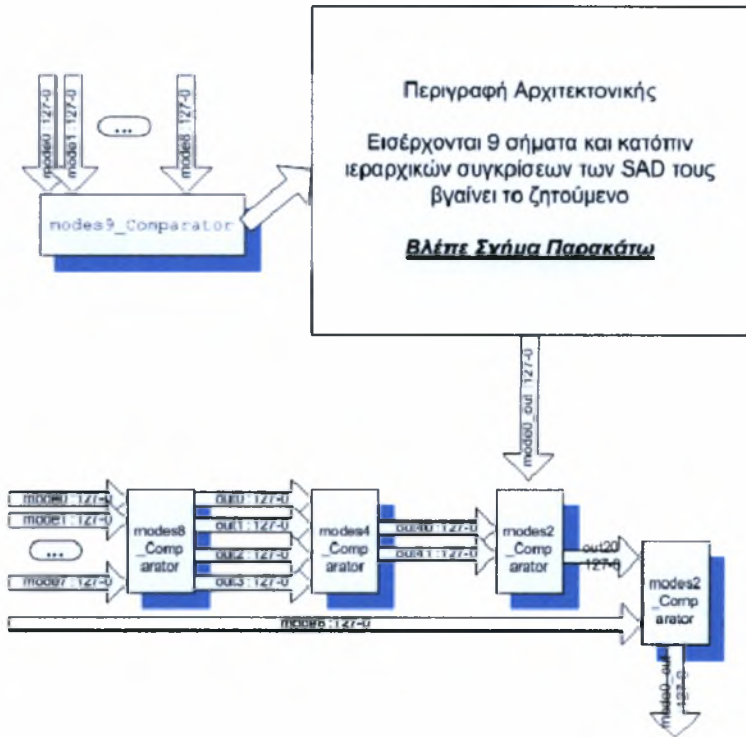 mode0 :127-0
mode1 :127-0
...
mode8 :127-0
modes9_Comparator
Περιγραφή Αρχιτεκτονικής
Εισέρχονται 9 σήματα και κατόπιν
ιεραρχικών συγκρίσεων των SAD τους
βγαίνει το ζητούμενο
Βλέπε Σχήμα Παρακάτω
mode0_out :127-0
mode0 :127-0
mode1 :127-0
...
mode7 :127-0
modes8
_Comp
arator
out0 :127-0
out1 :127-0
out2 :127-0
out3 :127-0
modes4
_Comp
arator
out40 :127-0
out41 :127-0
modes2
_Comp
arator
out20
:127-0
mode8 :127-0
modes2
_Comp
arator
mode0_out
:127-0